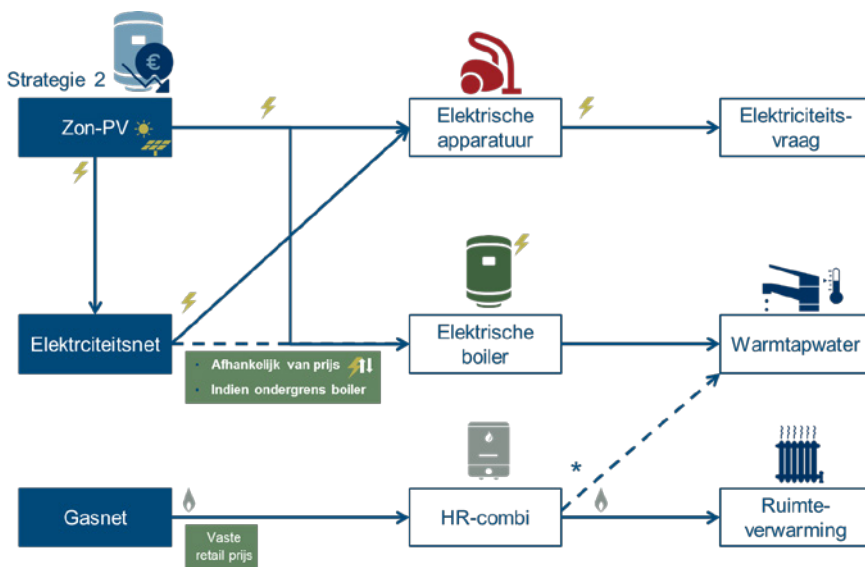 €
Strategie 2
Zon-PV
Elektrische
apparatuur
Elektriciteits-
vraag
Elektrciteitsnet
• Afhankelijk van prijs
• Indien ondergrens boiler
Elektrische
boiler
Warmtapwater
*
Gasnet
Vaste
retail prijs
HR-combi
Ruimte-
verwarming